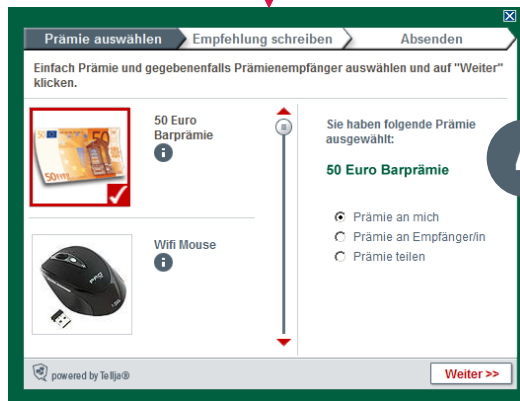 Prämie auswählen
Empfehlung schreiben
Absenden
Einfach Prämie und gegebenenfalls Prämienempfänger auswählen und auf "Weiter"
klicken.
50 Euro
Barprämie
Wifi Mouse
Sie haben folgende Prämie
ausgewählt:
50 Euro Barprämie
Prämie an mich
Prämie an Empfänger/in
Prämie teilen
powered by Tellja®
Weiter >>